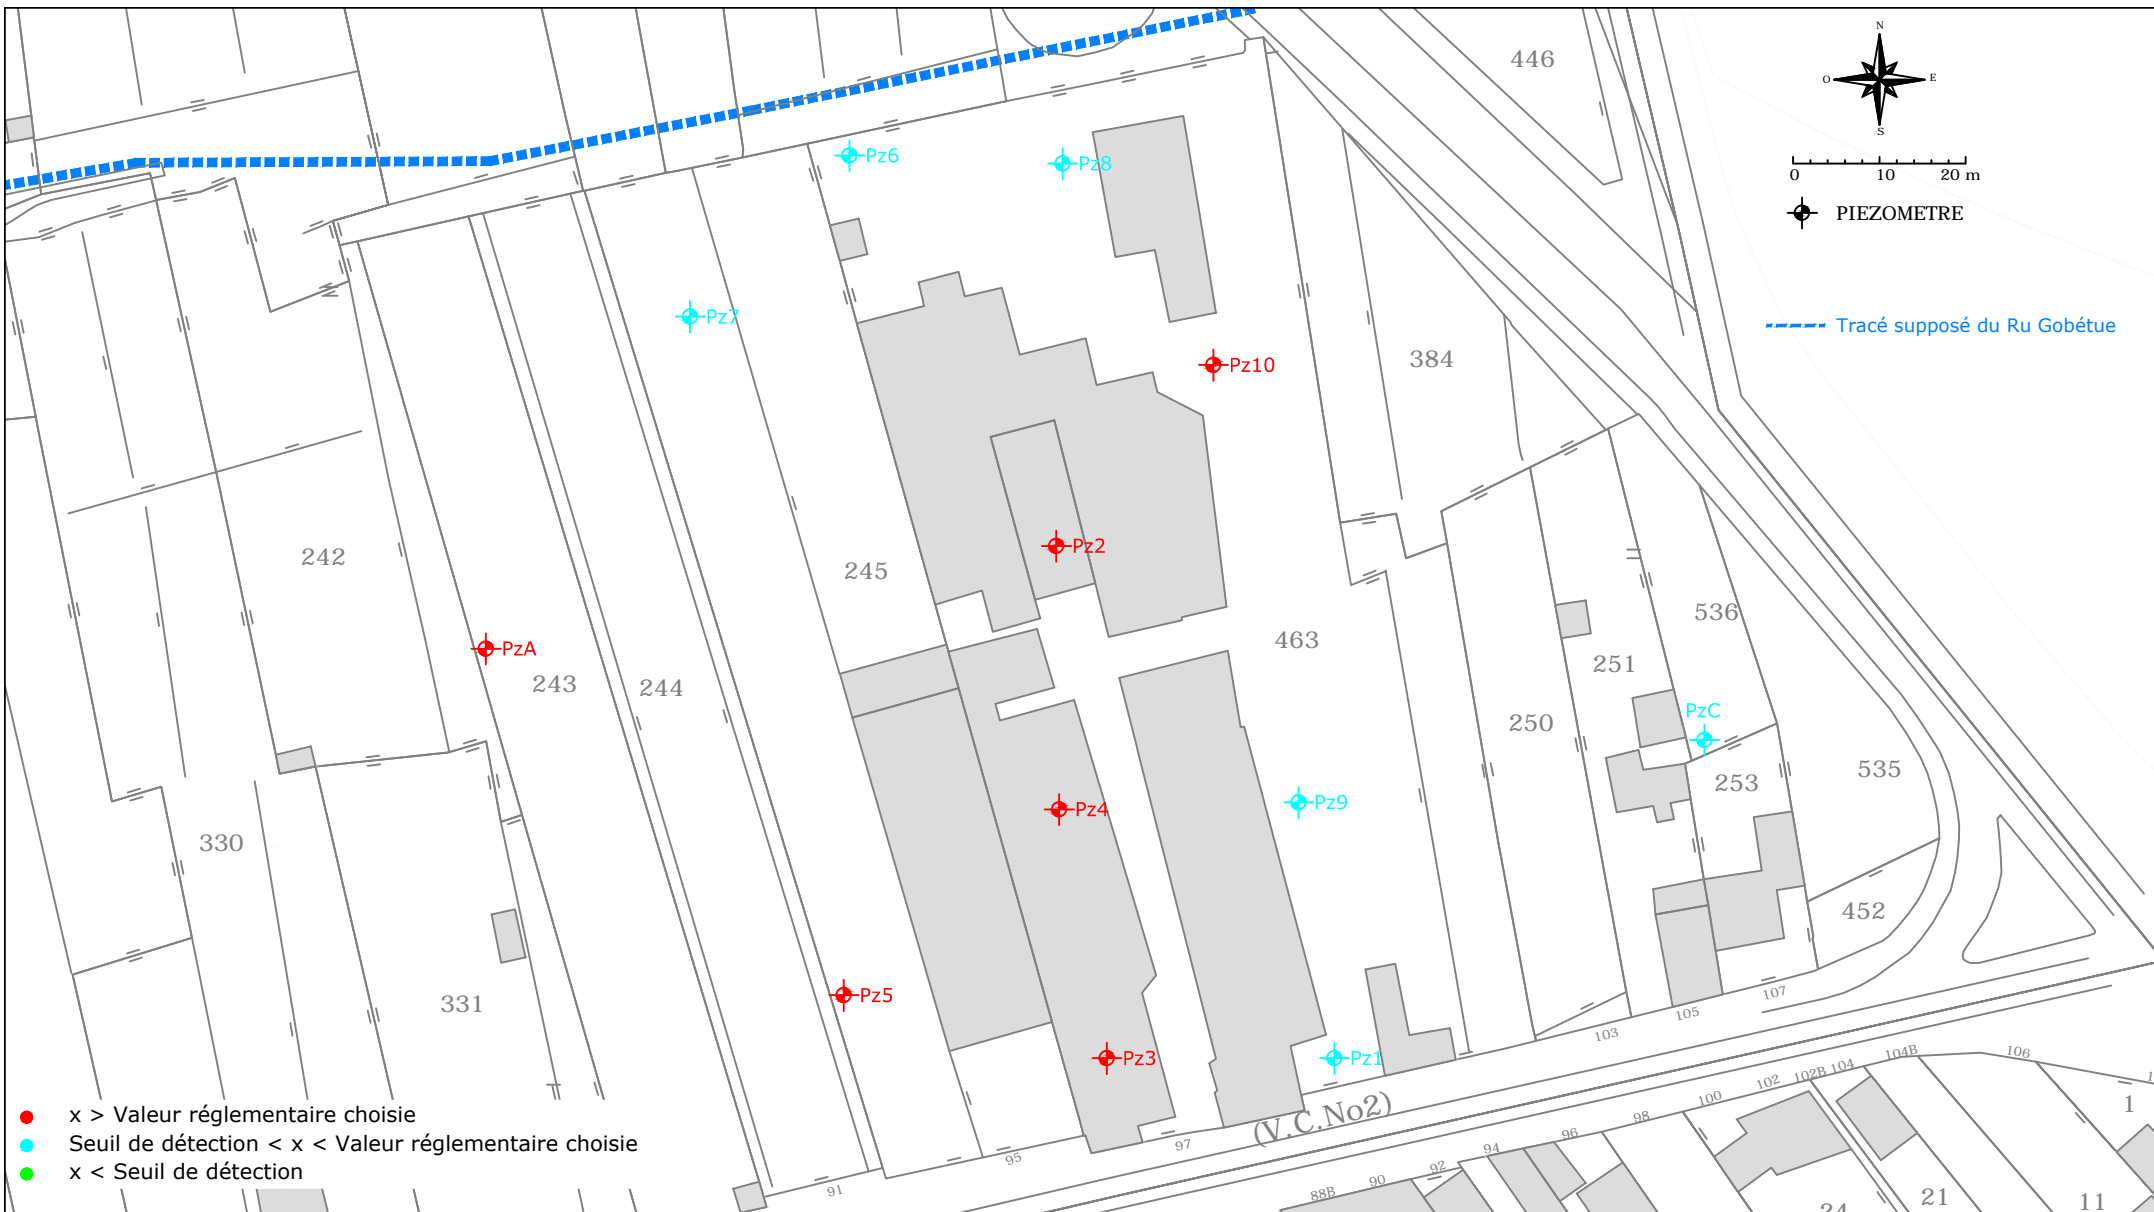 N
446
O E
S
0 10 20 m
Pz6
Pz8
PIEZOMETRE
Pz7
Tracé supposé du Ru Gobétue
384
Pz10
Pz2
242
245
536
463
PzA
251
243
244
PzC
250
535
253
Pz9
Pz4
330
452
Pz5
331
107
105
103
Pz3
Pz1
106
104B
104
102B
102
100
98
96
94
92
90
88B
(V.C.No2)
97
95
91
1
x > Valeur réglementaire choisie
Seuil de détection < x < Valeur réglementaire choisie
x < Seuil de détection
21
11